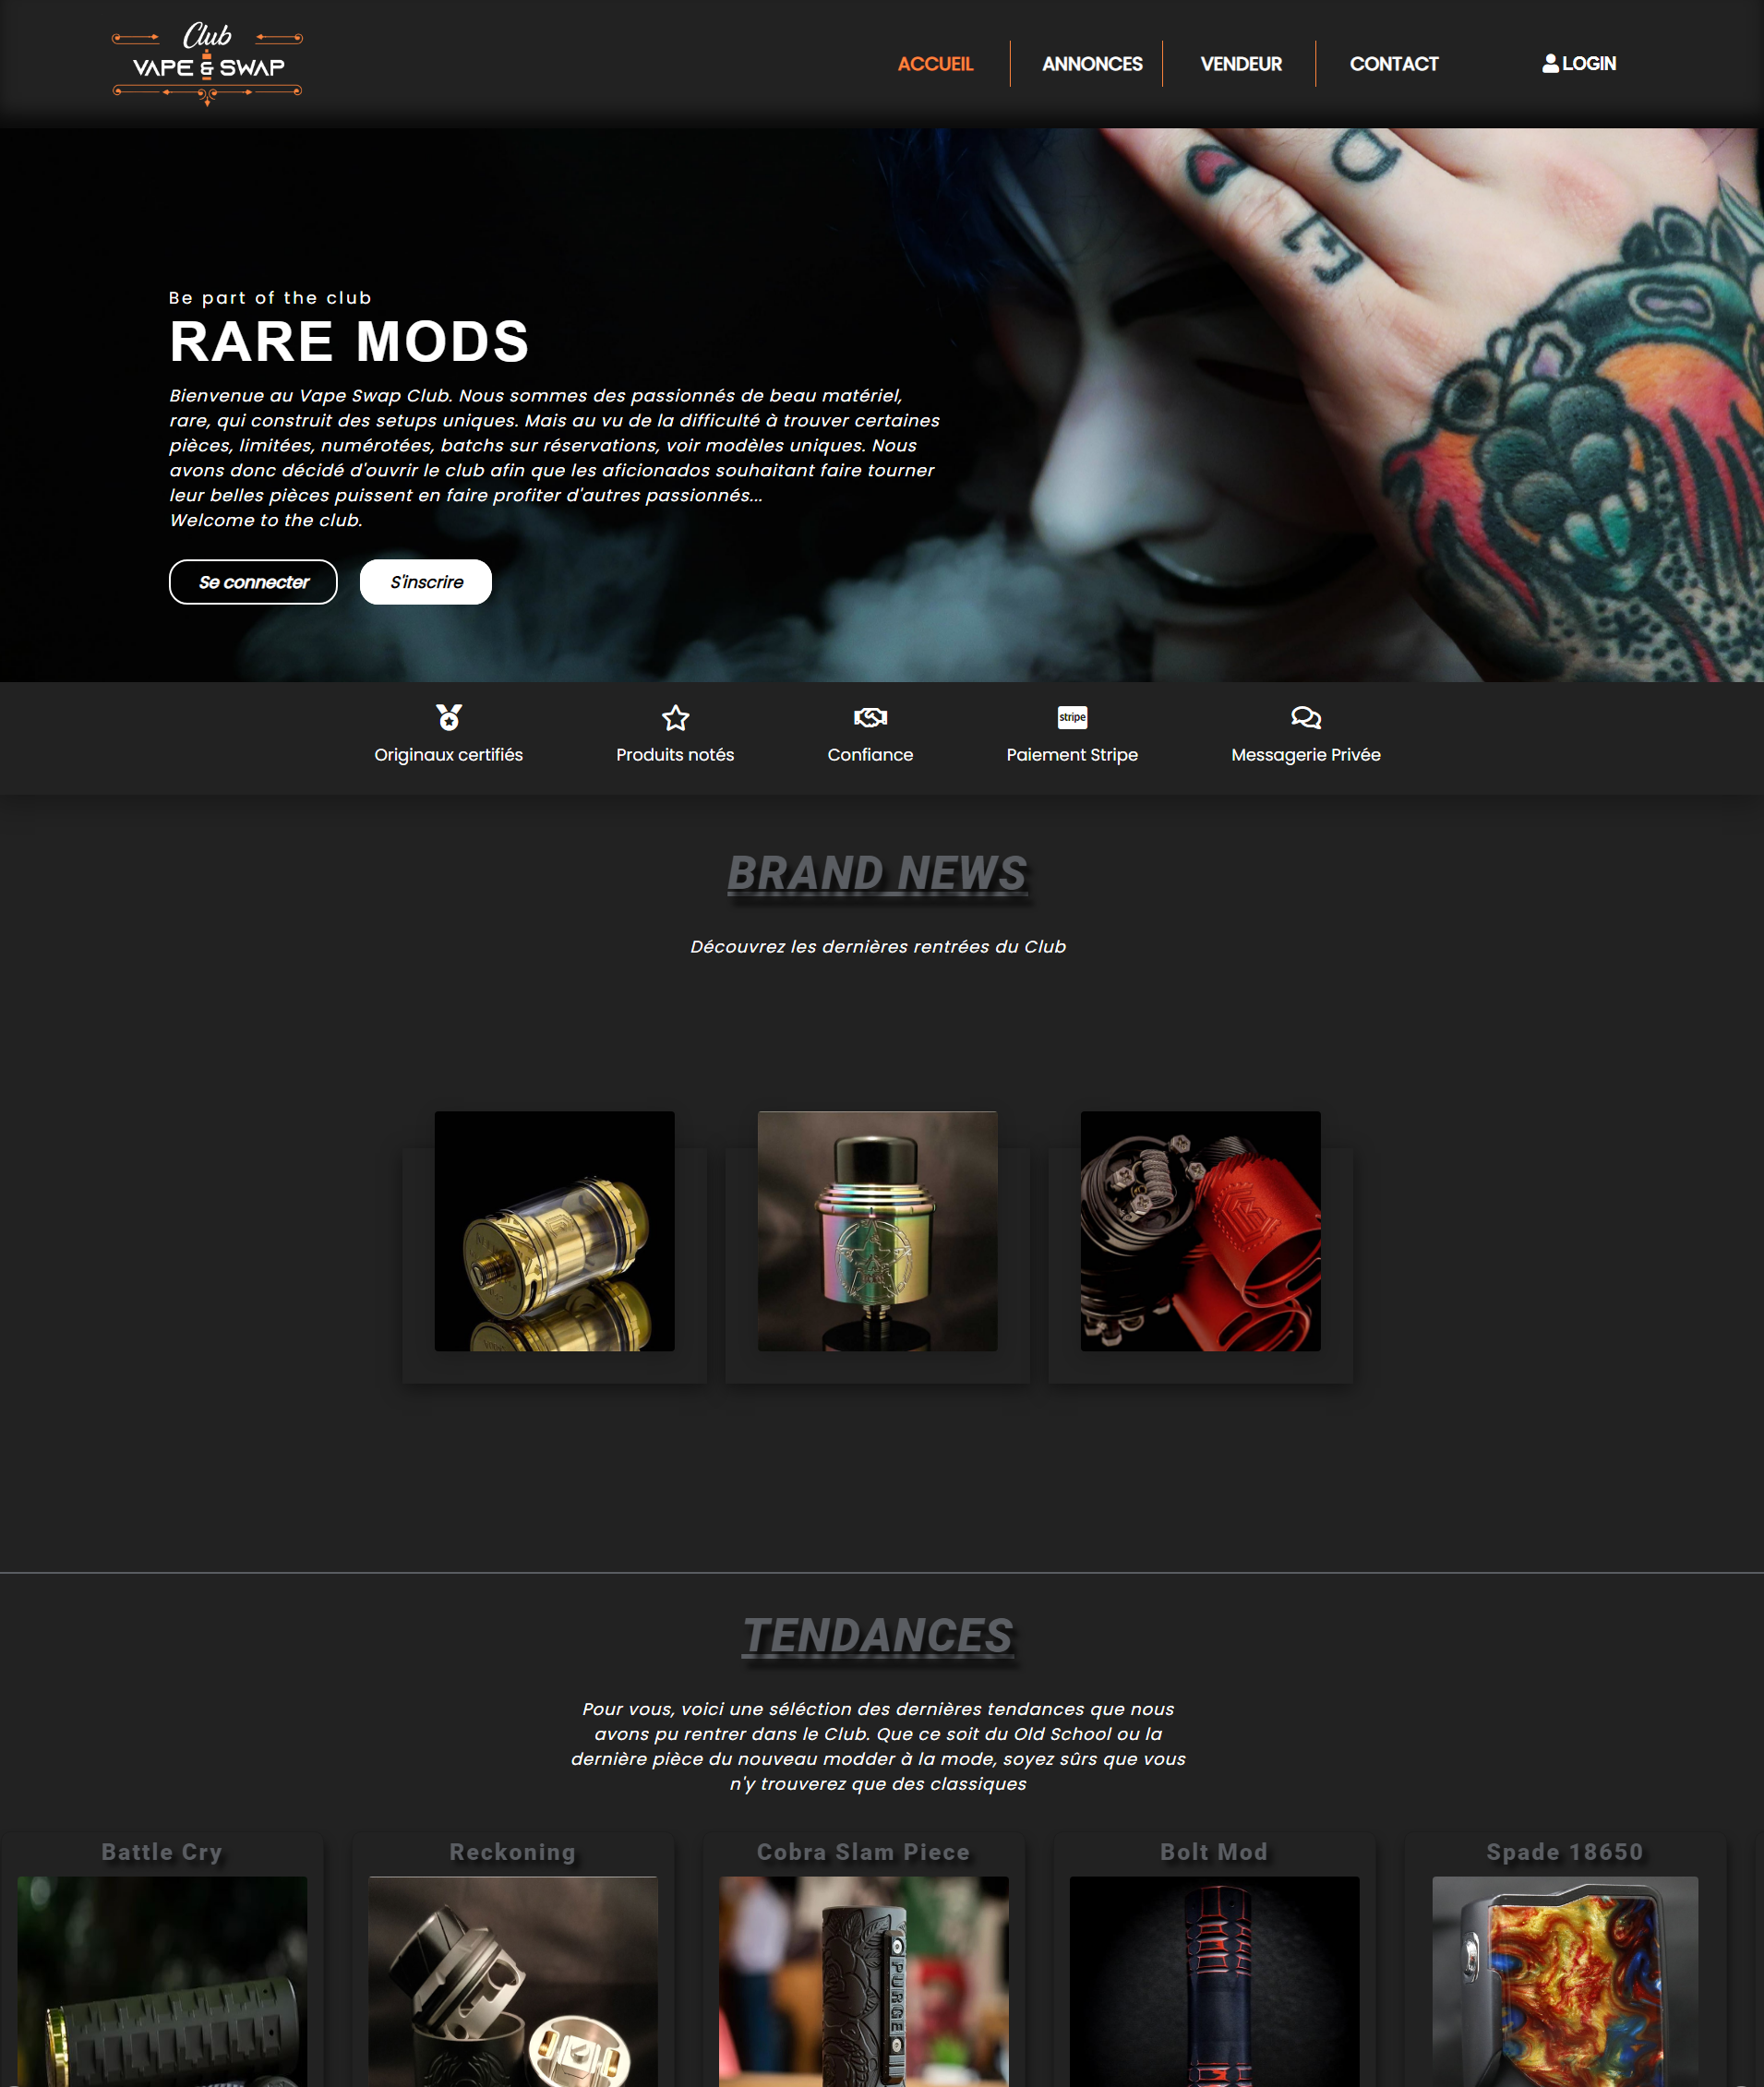 Club
VAPE & SWAP
ACCUEIL
ANNONCES
VENDEUR
CONTACT
LOGIN
Be part of the club
RARE MODS
Bienvenue au Vape Swap Club. Nous sommes des passionnés de beau matériel,
rare, qui construit des setups uniques. Mais au vu de la difficulté à trouver certaines
pièces, limitées, numérotées, batchs sur réservations, voir modèles uniques. Nous
avons donc décidé d'ouvrir le club afin que les aficionados souhaitant faire tourner
leur belles pièces puissent en faire profiter d'autres passionnés...
Welcome to the club.
Se connecter
S'inscrire
stripe
Originaux certifiés
Produits notés
Confiance
Paiement Stripe
Messagerie Privée
BRAND NEWS
Découvrez les dernières rentrées du Club
TENDANCES
Pour vous, voici une séléction des dernières tendances que nous
avons pu rentrer dans le Club. Que ce soit du Old School ou la
dernière pièce du nouveau modder à la mode, soyez sûrs que vous
n'y trouverez que des classiques
Battle Cry
Reckoning
Cobra Slam Piece
Bolt Mod
Spade 18650
PURGE